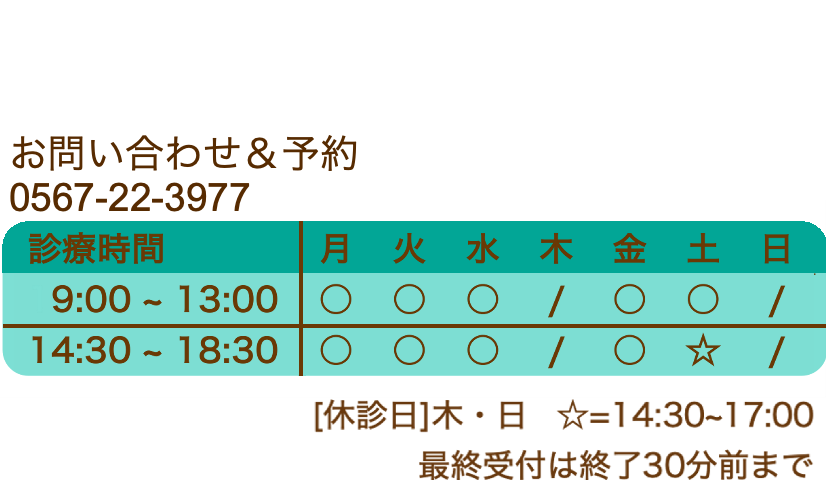 お問い合わせ＆予約
0567-22-3977
診療時間 月 火 水 木 金 土 日
9:00 ~ 13:00 ○ ○ ○ / ○ ○ /
14:30 ~ 18:30 ○ ○ ○ / ○ ☆ /
[休診日]木・日 ☆=14:30~17:00
最終受付は終了30分前まで